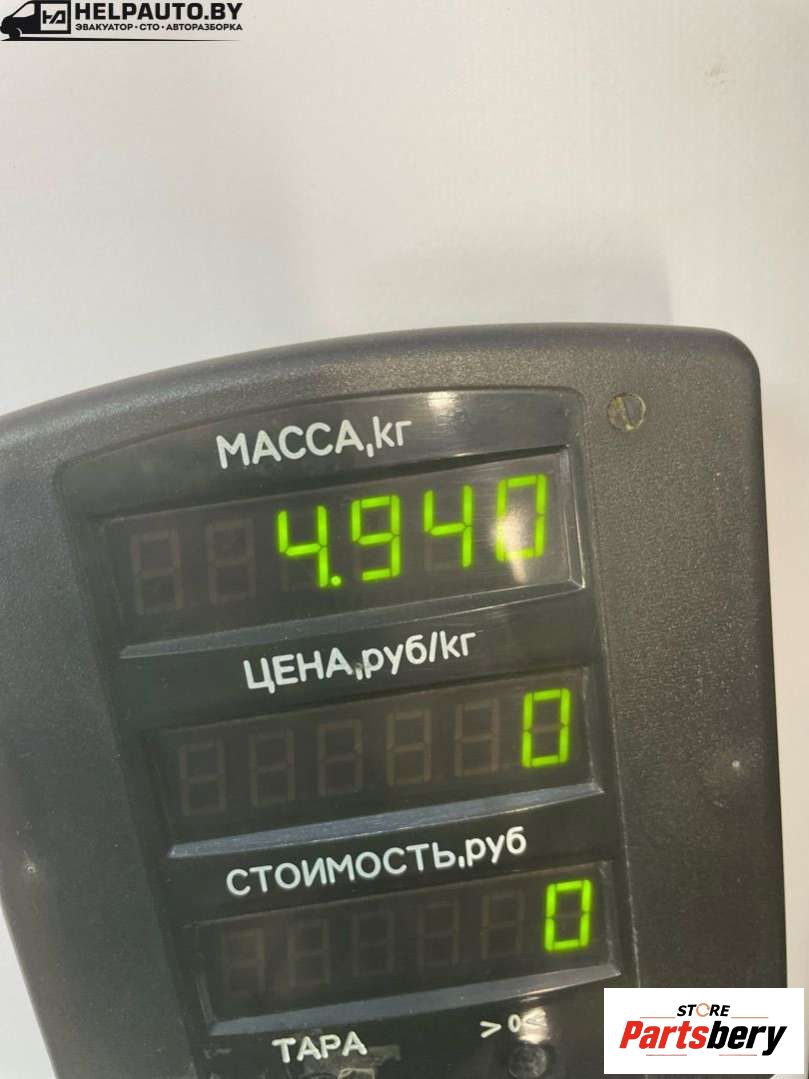 HELPAUTO.BY
ЭВАКУАТОР•СТО•АВТОРАЗБОРКА
МАССА,кг
4.940
ЦЕНА,руб/кг
0
СТОИМОСТЬ,руб
0
ТАРА
>0<
STORE
Partsbery